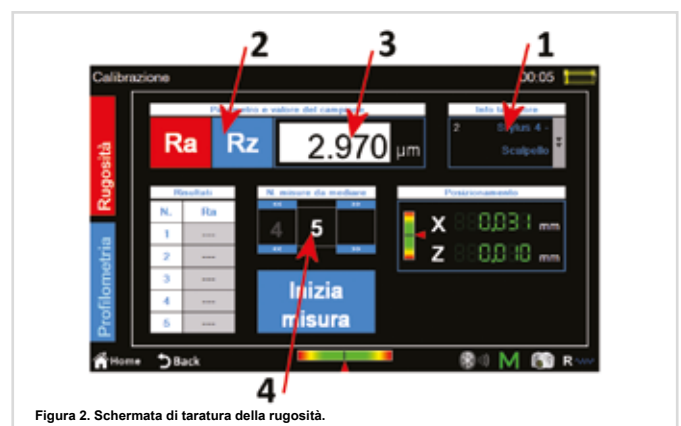 2 3 1
Calibrazione 00:05
Parametro e valore del campione
Info tastatore
Ra Rz 2.970 µm
2 Stylus 4 -
Scalpello
Rugosità
Profilometria
Risultati
N. Ra
1 ---
2 ---
3 ---
4 ---
5 ---
N. misure da mediare
4 5
Inizia
misura
Posizionamento
X 0,031 mm
Z 0,010 mm
Home Back M R
4
Figura 2. Schermata di taratura della rugosità.